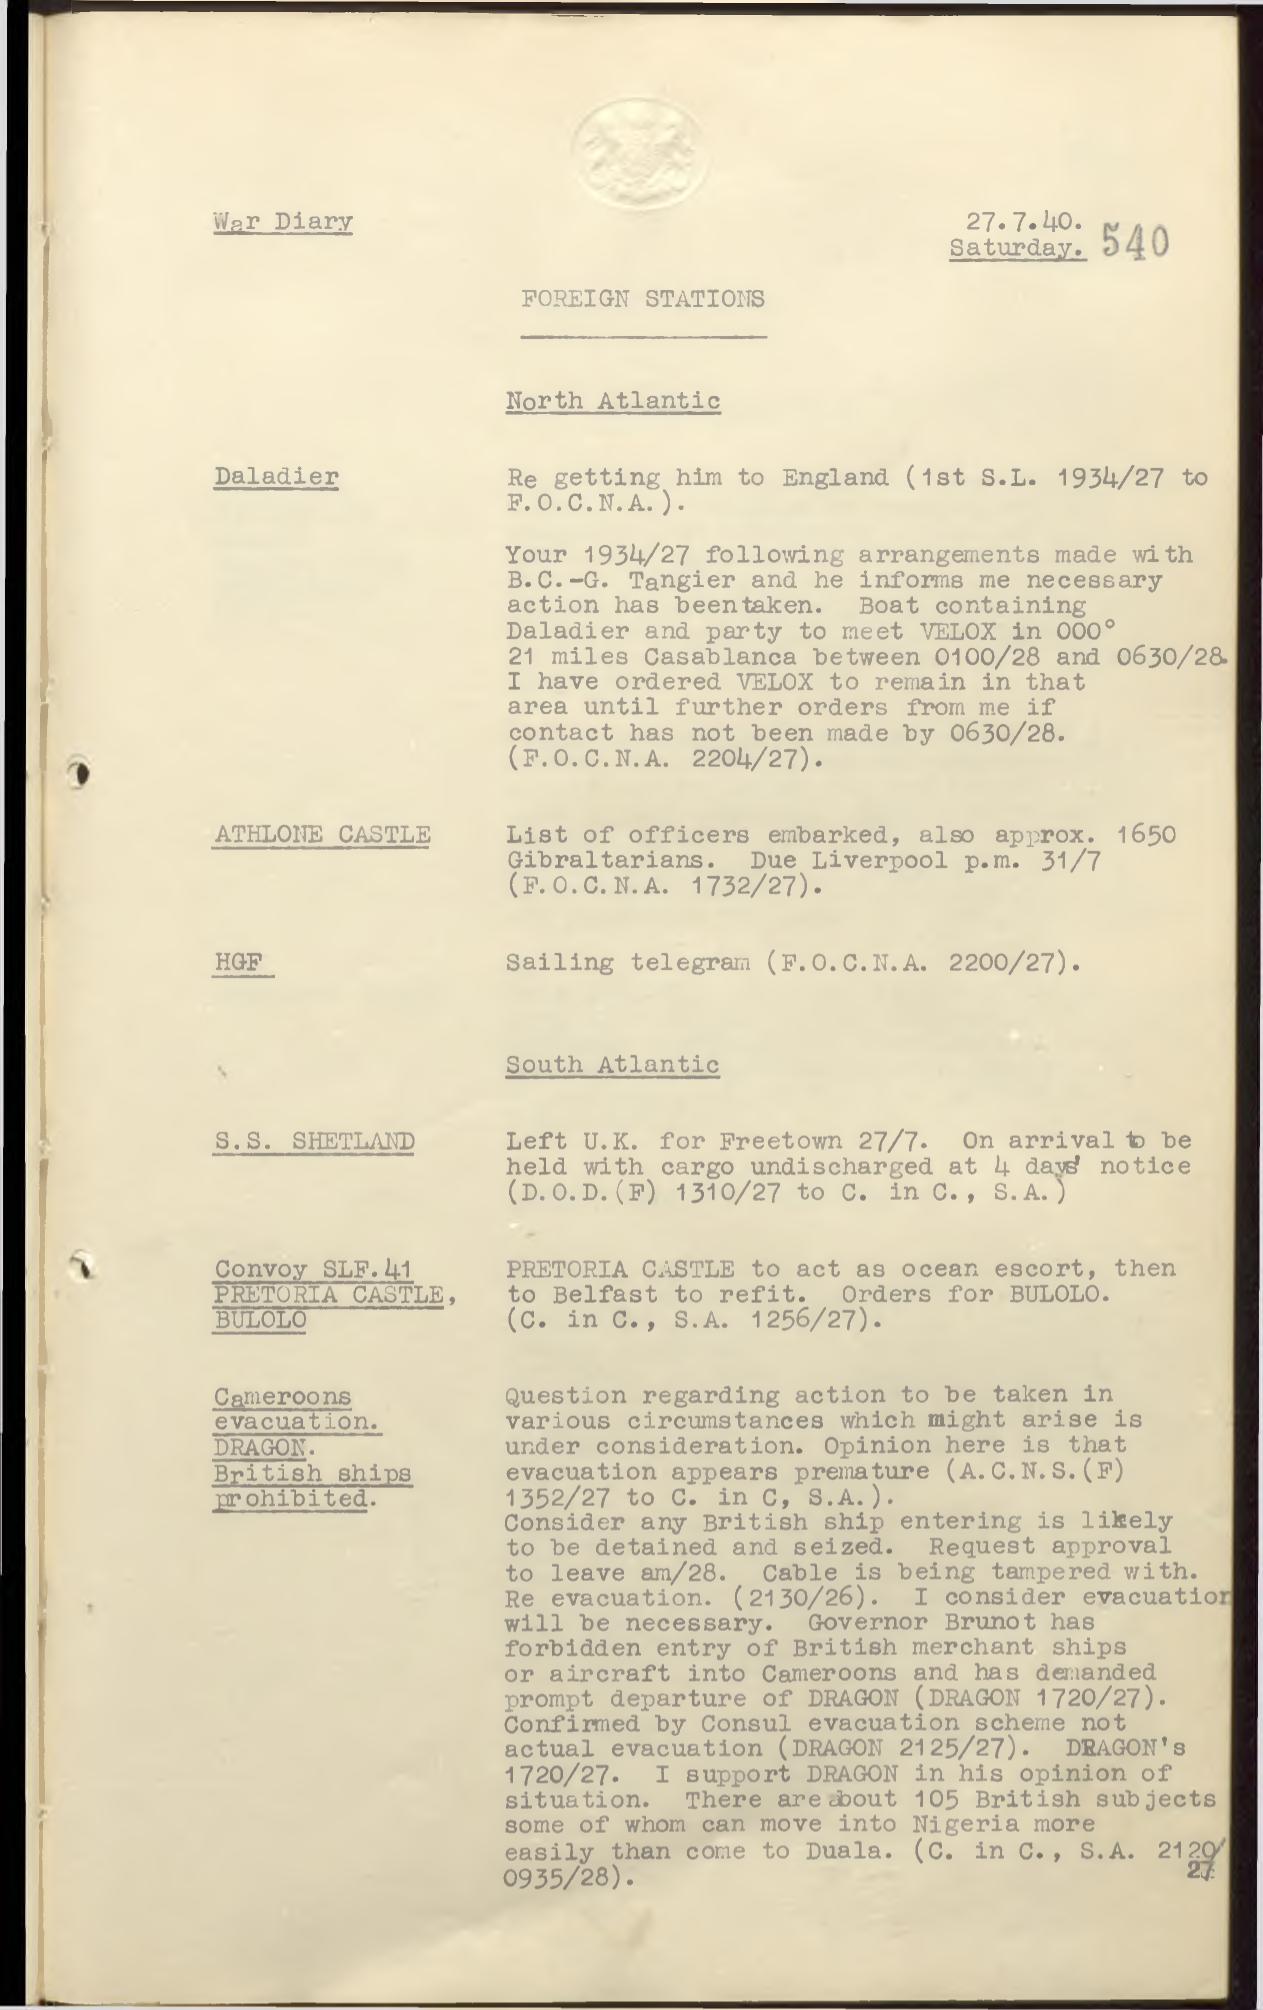 War Diary
27.7.40.
Saturday. 540
FOREIGN STATIONS
North Atlantic
Daladier
Re getting him to England (1st S.L. 1934/27 to
F.O.C.N.A.).
Your 1934/27 following arrangements made with
B.C.-G. Tangier and he informs me necessary
action has beentaken. Boat containing
Daladier and party to meet VELOX in 000°
21 miles Casablanca between 0100/28 and 0630/28.
I have ordered VELOX to remain in that
area until further orders from me if
contact has not been made by 0630/28.
(F.O.C.N.A. 2204/27).
ATHLONE CASTLE
List of officers embarked, also approx. 1650
Gibraltarians. Due Liverpool p.m. 31/7
(F.O.C.N.A. 1732/27).
HGF
Sailing telegram (F.O.C.N.A. 2200/27).
South Atlantic
S.S. SHETLAND
Left U.K. for Freetown 27/7. On arrival to be
held with cargo undischarged at 4 days' notice
(D.O.D.(F) 1310/27 to C. in C., S.A.)
Convoy SLF.41
PRETORIA CASTLE,
BULOLO
PRETORIA CASTLE to act as ocean escort, then
to Belfast to refit. Orders for BULOLO.
(C. in C., S.A. 1256/27).
Cameroons
evacuation.
DRAGON.
British ships
prohibited.
Question regarding action to be taken in
various circumstances which might arise is
under consideration. Opinion here is that
evacuation appears premature (A.C.N.S.(F)
1352/27 to C. in C, S.A.).
Consider any British ship entering is likely
to be detained and seized. Request approval
to leave am/28. Cable is being tampered with.
Re evacuation. (2130/26). I consider evacuation
will be necessary. Governor Brunot has
forbidden entry of British merchant ships
or aircraft into Cameroons and has demanded
prompt departure of DRAGON (DRAGON 1720/27).
Confirmed by Consul evacuation scheme not
actual evacuation (DRAGON 2125/27). DRAGON's
1720/27. I support DRAGON in his opinion of
situation. There are about 105 British subjects
some of whom can move into Nigeria more
easily than come to Duala. (C. in C., S.A. 2120/
27
0935/28).